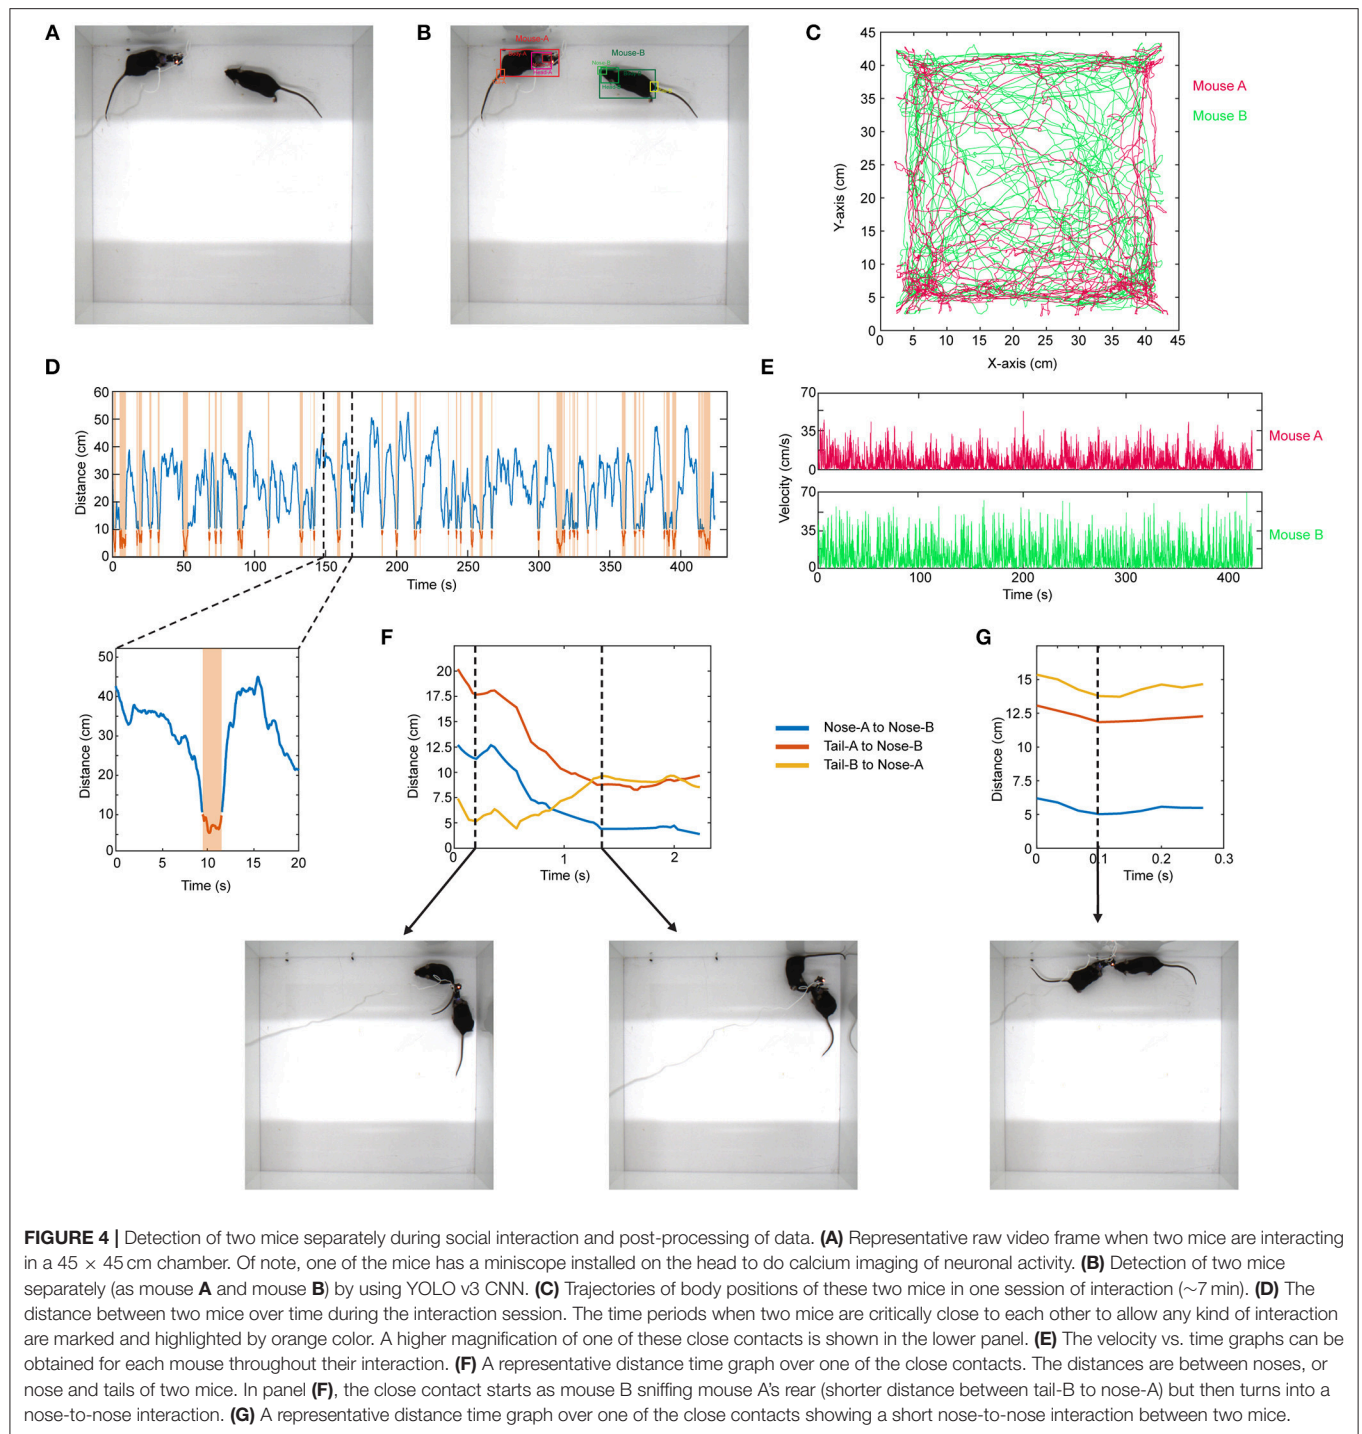 A
B
C
Mouse-A
Mouse-B
Nose-B
45
40
35
30
25
20
15
10
5
0
Y-axis (cm)
0
5
10
15
20
25
30
35
40
45
X-axis (cm)
Mouse A
Mouse B
D
60
50
40
30
20
10
0
Distance (cm)
0
50
100
150
200
250
300
350
400
Time (s)
E
70
35
0
Mouse A
Velocity (cm/s)
70
35
0
Mouse B
0
100
200
300
400
Time (s)
50
40
30
20
10
0
Distance (cm)
0
5
10
15
20
Time (s)
F
20
17.5
15
12.5
10
7.5
5
0
Distance (cm)
0
1
2
Time (s)
Nose-A to Nose-B
Tail-A to Nose-B
Tail-B to Nose-A
G
15
12.5
7.5
5
0
Distance (cm)
0
0.1
0.2
0.3
Time (s)
FIGURE 4 | Detection of two mice separately during social interaction and post-processing of data. (A) Representative raw video frame when two mice are interacting
in a 45 × 45 cm chamber. Of note, one of the mice has a miniscope installed on the head to do calcium imaging of neuronal activity. (B) Detection of two mice
separately (as mouse A and mouse B) by using YOLO v3 CNN. (C) Trajectories of body positions of these two mice in one session of interaction (∼7 min). (D) The
distance between two mice over time during the interaction session. The time periods when two mice are critically close to each other to allow any kind of interaction
are marked and highlighted by orange color. A higher magnification of one of these close contacts is shown in the lower panel. (E) The velocity vs. time graphs can be
obtained for each mouse throughout their interaction. (F) A representative distance time graph over one of the close contacts. The distances are between noses, or
nose and tails of two mice. In panel (F), the close contact starts as mouse B sniffing mouse A's rear (shorter distance between tail-B to nose-A) but then turns into a
nose-to-nose interaction. (G) A representative distance time graph over one of the close contacts showing a short nose-to-nose interaction between two mice.